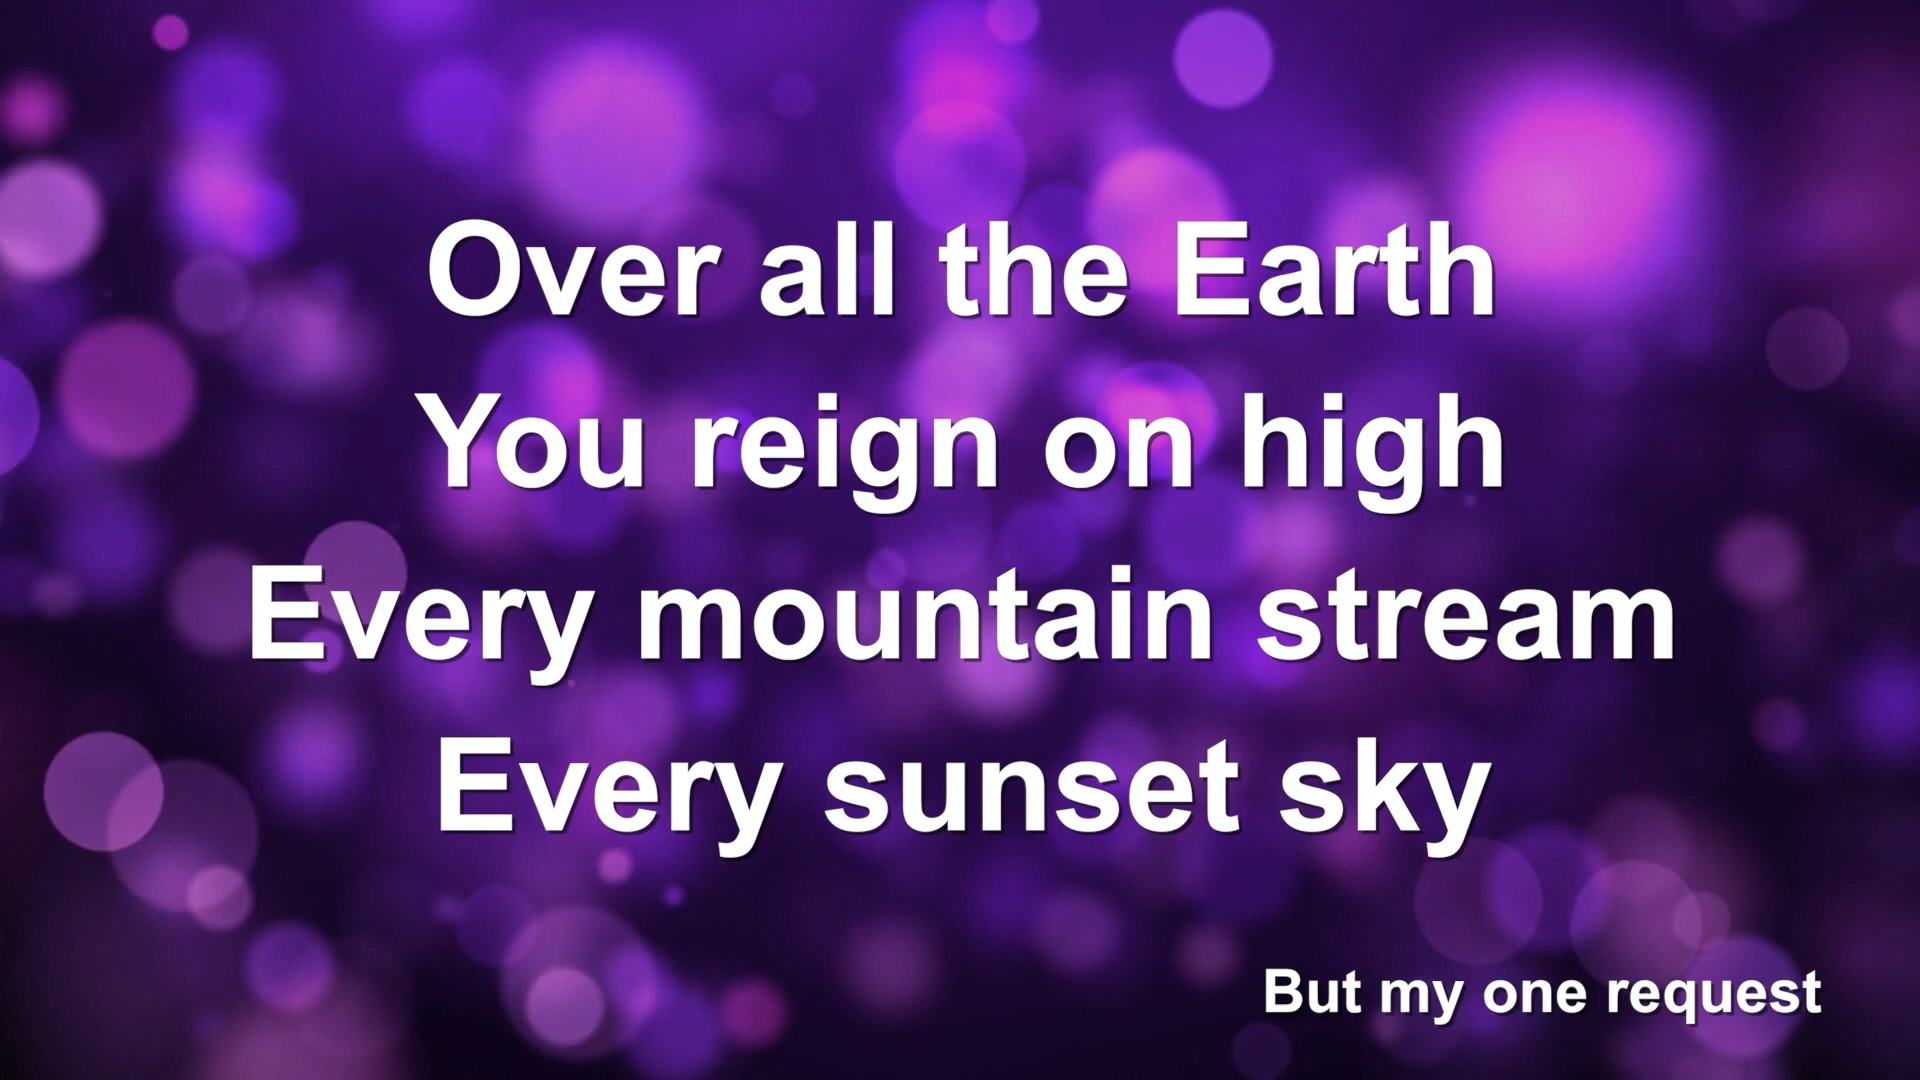 Over all the Earth
You reign on high
Every mountain stream
Every sunset sky
But my one request